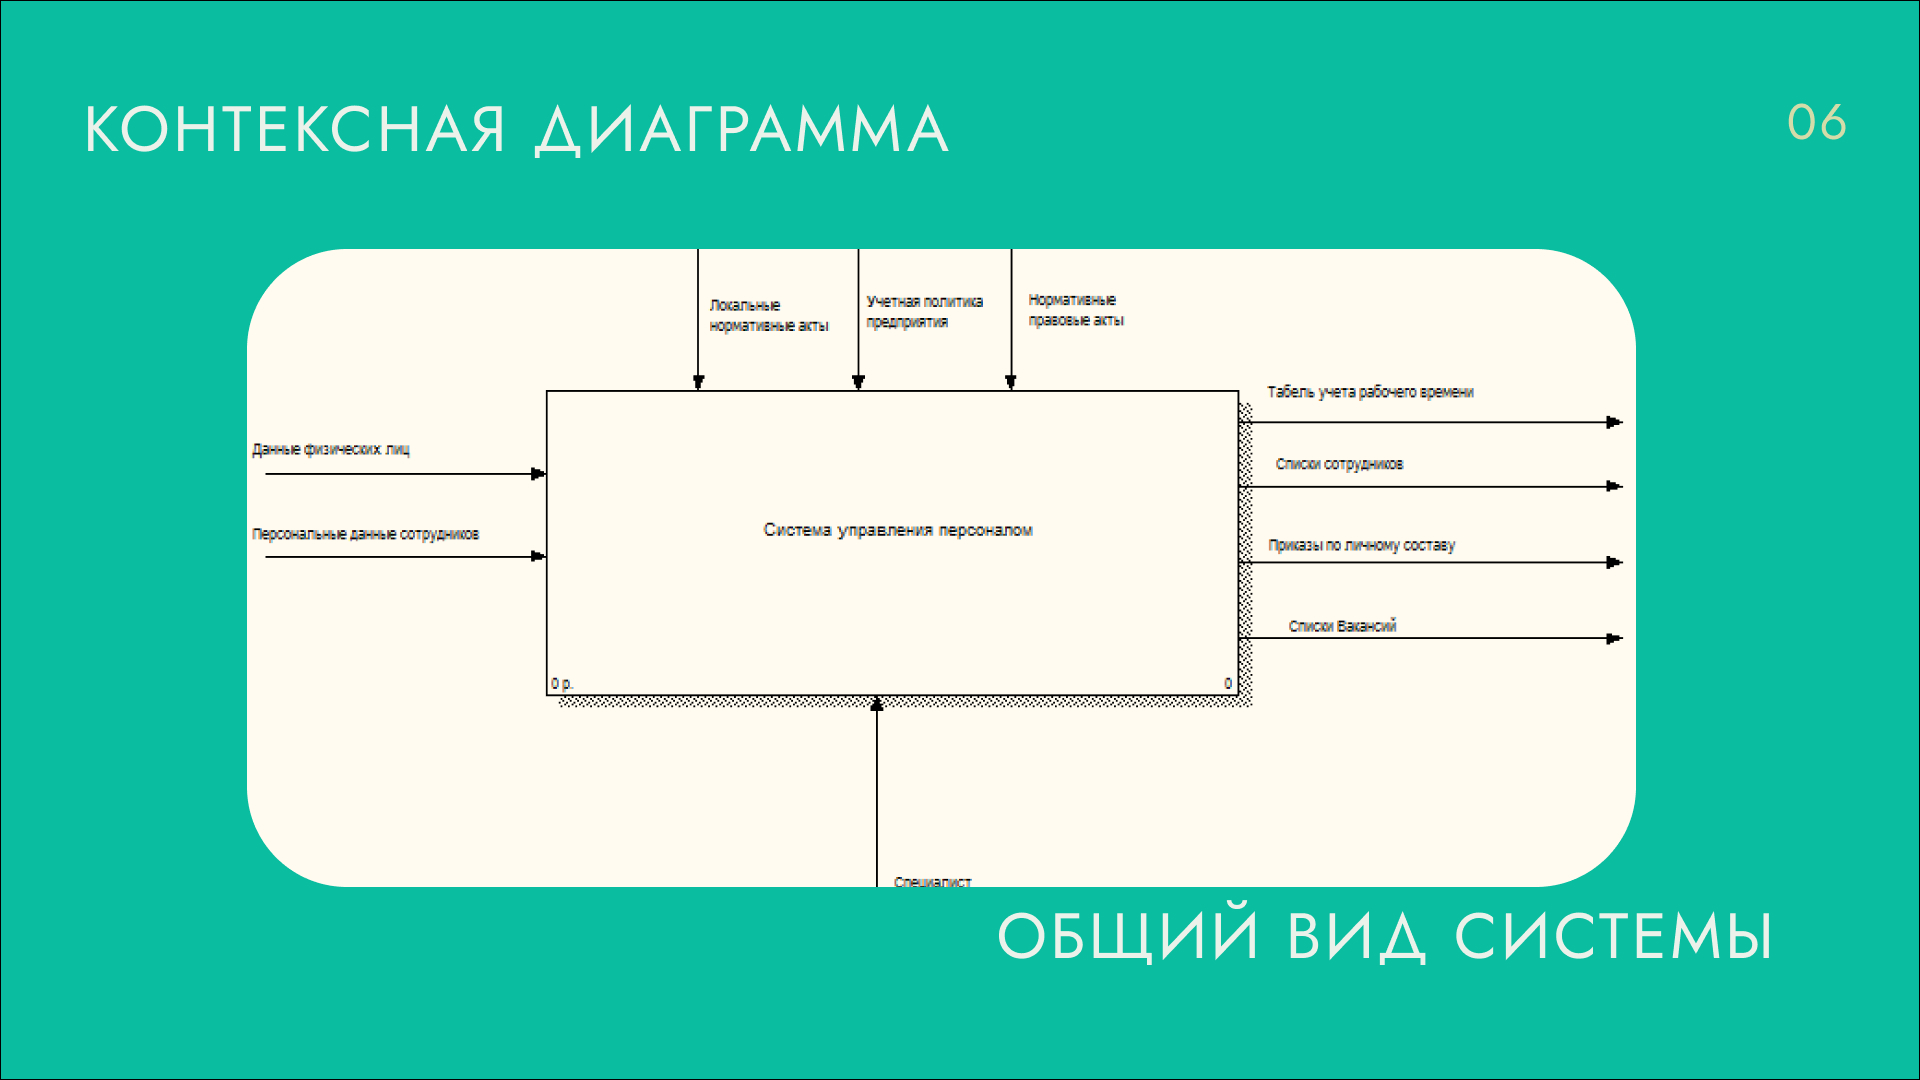 КОНТЕКСНАЯ ДИАГРАММА
06
Локальные
нормативные акты
Учетная политика
предприятия
Нормативные
правовые акты
Табель учета рабочего времени
Данные физических лиц
Списки сотрудников
Система управления персоналом
Персональные данные сотрудников
Приказы по личному составу
Списки Вакансий
0 р.
0
Специалист
ОБЩИЙ ВИД СИСТЕМЫ